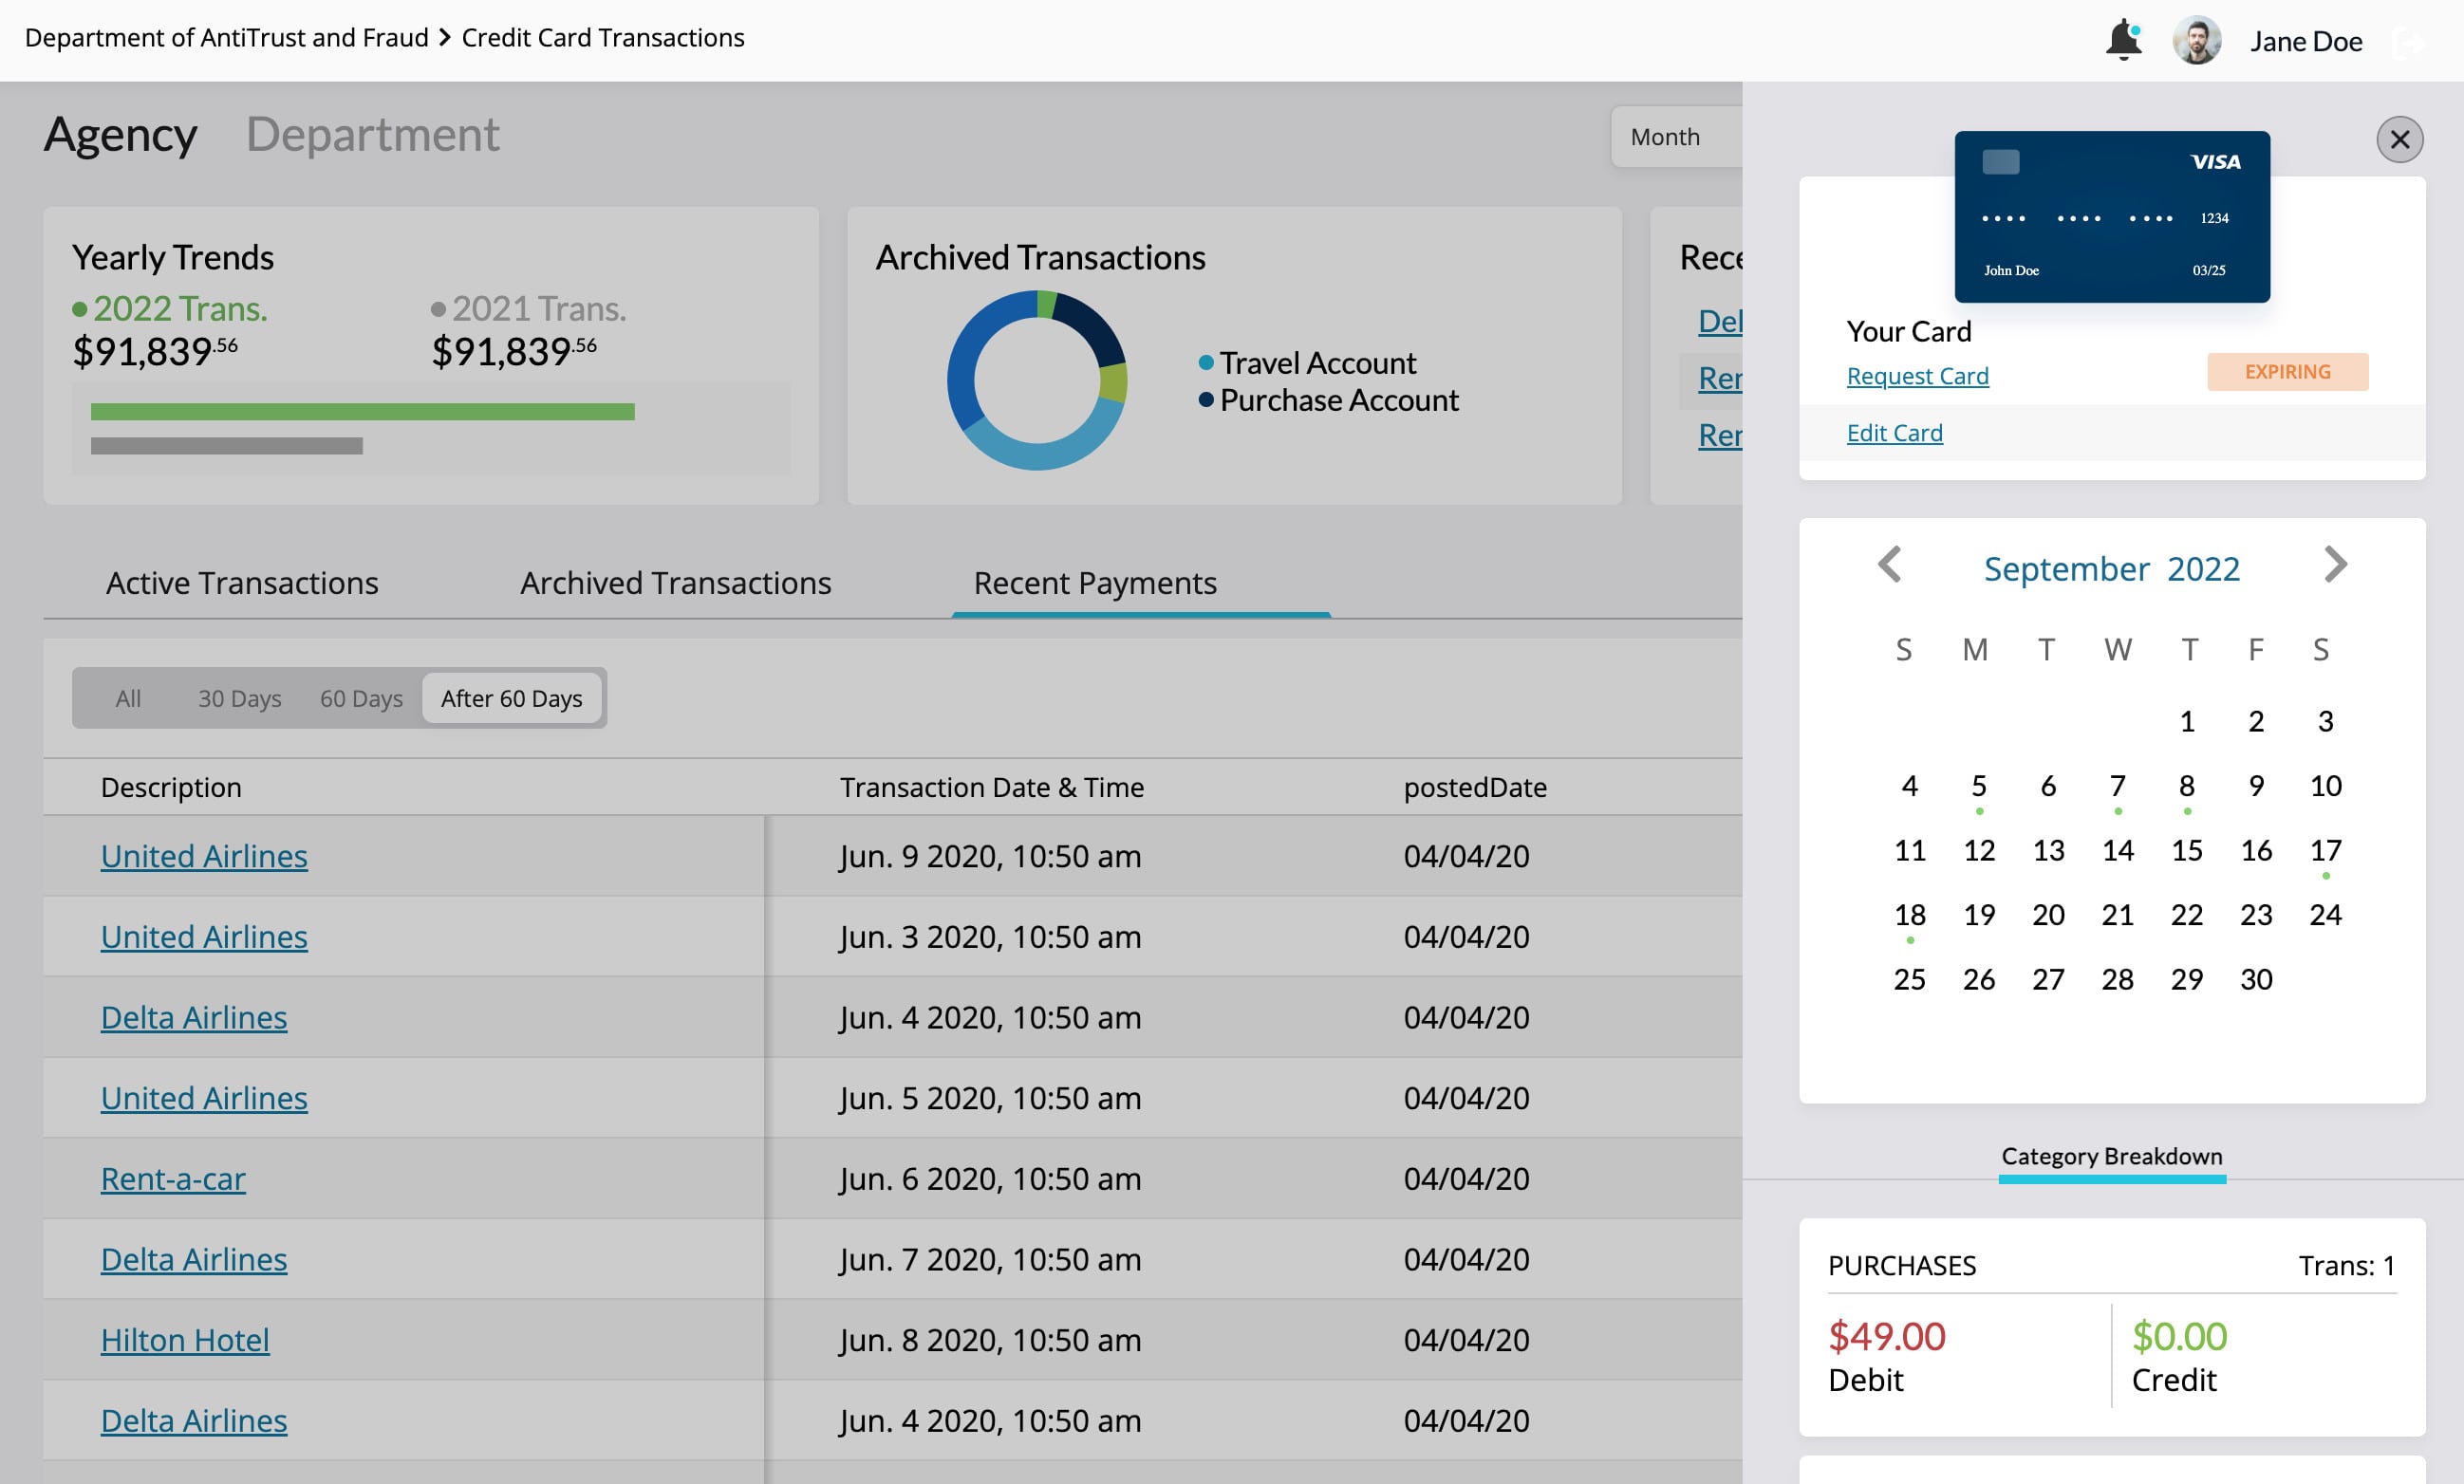 Department of AntiTrust and Fraud > Credit Card Transactions
Jane Doe
Agency Department
Month
Yearly Trends
2022 Trans. 2021 Trans.
$91,839.56 $91,839.56
Archived Transactions
Travel Account
Purchase Account
Active Transactions Archived Transactions Recent Payments
All 30 Days 60 Days After 60 Days
Description Transaction Date & Time postedDate
United Airlines Jun. 9 2020, 10:50 am 04/04/20
United Airlines Jun. 3 2020, 10:50 am 04/04/20
Delta Airlines Jun. 4 2020, 10:50 am 04/04/20
United Airlines Jun. 5 2020, 10:50 am 04/04/20
Rent-a-car Jun. 6 2020, 10:50 am 04/04/20
Delta Airlines Jun. 7 2020, 10:50 am 04/04/20
Hilton Hotel Jun. 8 2020, 10:50 am 04/04/20
Delta Airlines Jun. 4 2020, 10:50 am 04/04/20
VISA
•••• •••• •••• 1234
John Doe 03/25
Your Card
Request Card EXPIRING
Edit Card
September 2022
S M T W T F S
1 2 3
4 5 6 7 8 9 10
11 12 13 14 15 16 17
18 19 20 21 22 23 24
25 26 27 28 29 30
Category Breakdown
PURCHASES Trans: 1
$49.00 $0.00
Debit Credit